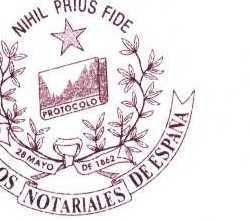 NIHIL PRIUS FIDE
PROTOCOLO
28 MAYO DE 1862
NOTARIALES DE ESPAÑA